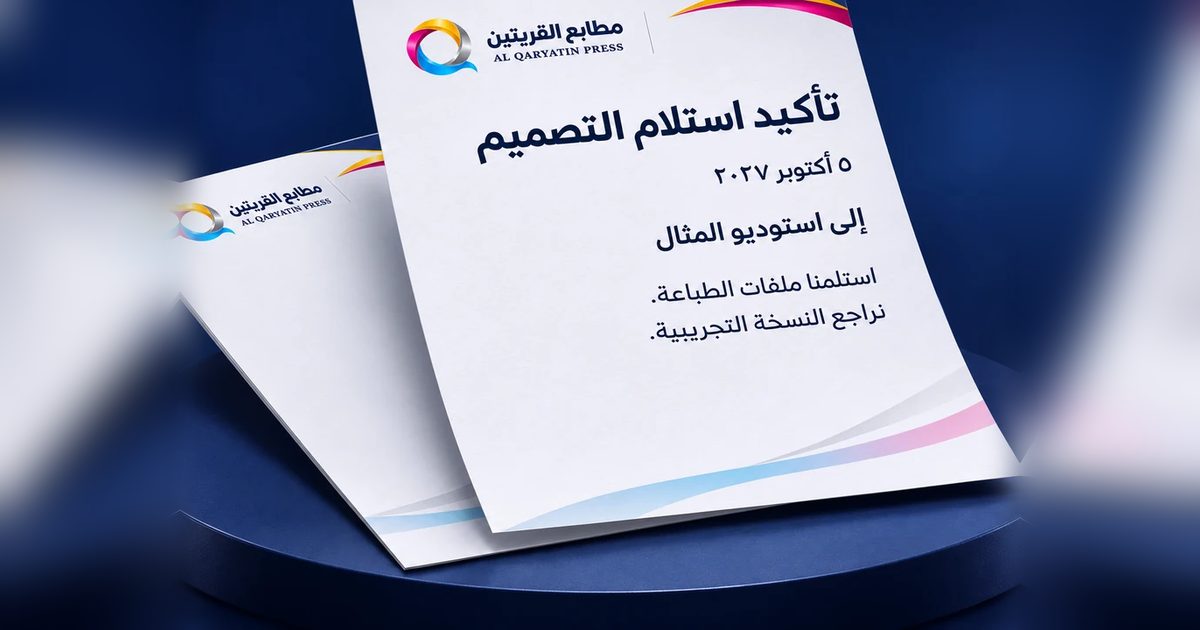 مطابع القريتين
AL QARYATIN PRESS
تأكيد استلام التصميم
٥ أكتوبر ٢٠٢٧
إلى استوديو المثال
استلمنا ملفات الطباعة.
نراجع النسخة التجريبية.
مطابع القريتين
AL QARYATIN PRESS